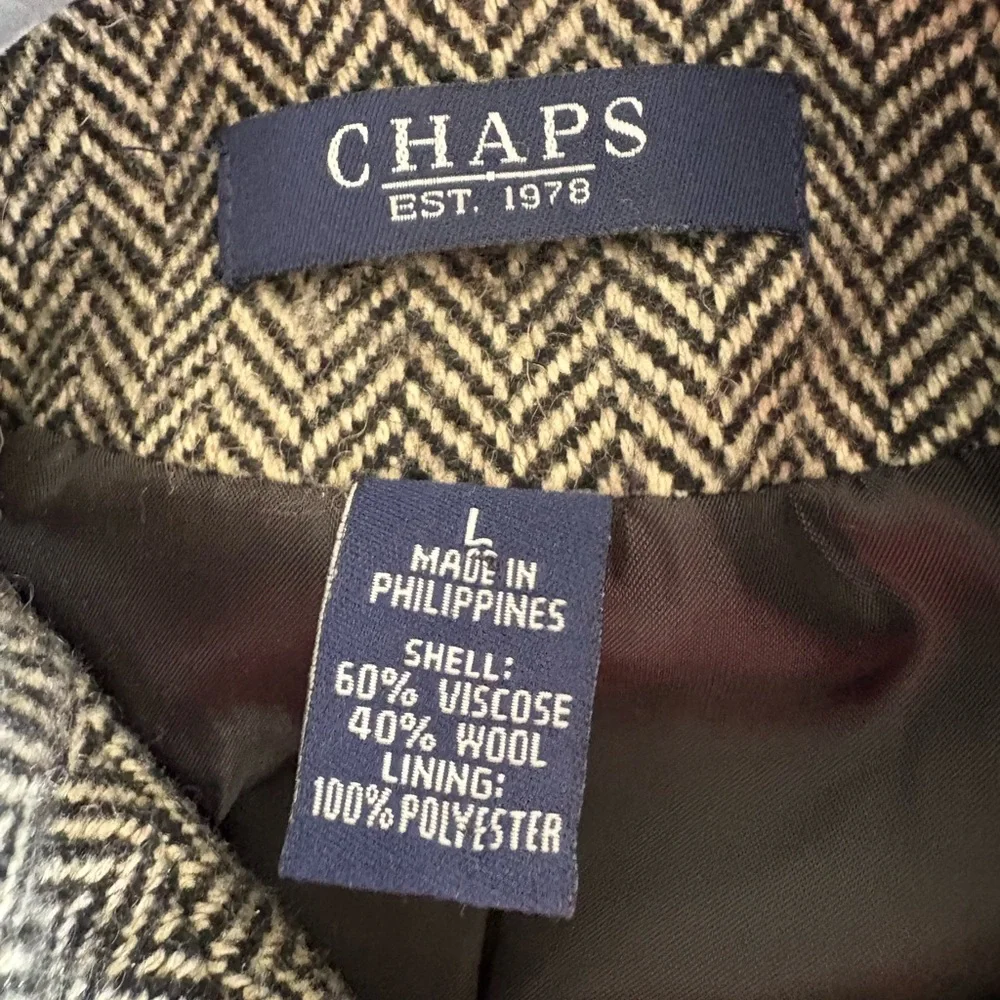 CHAPS
EST. 1978
L
MADE IN
PHILIPPINES
SHELL:
60% VISCOSE
40% WOOL
LINING:
100% POLYESTER